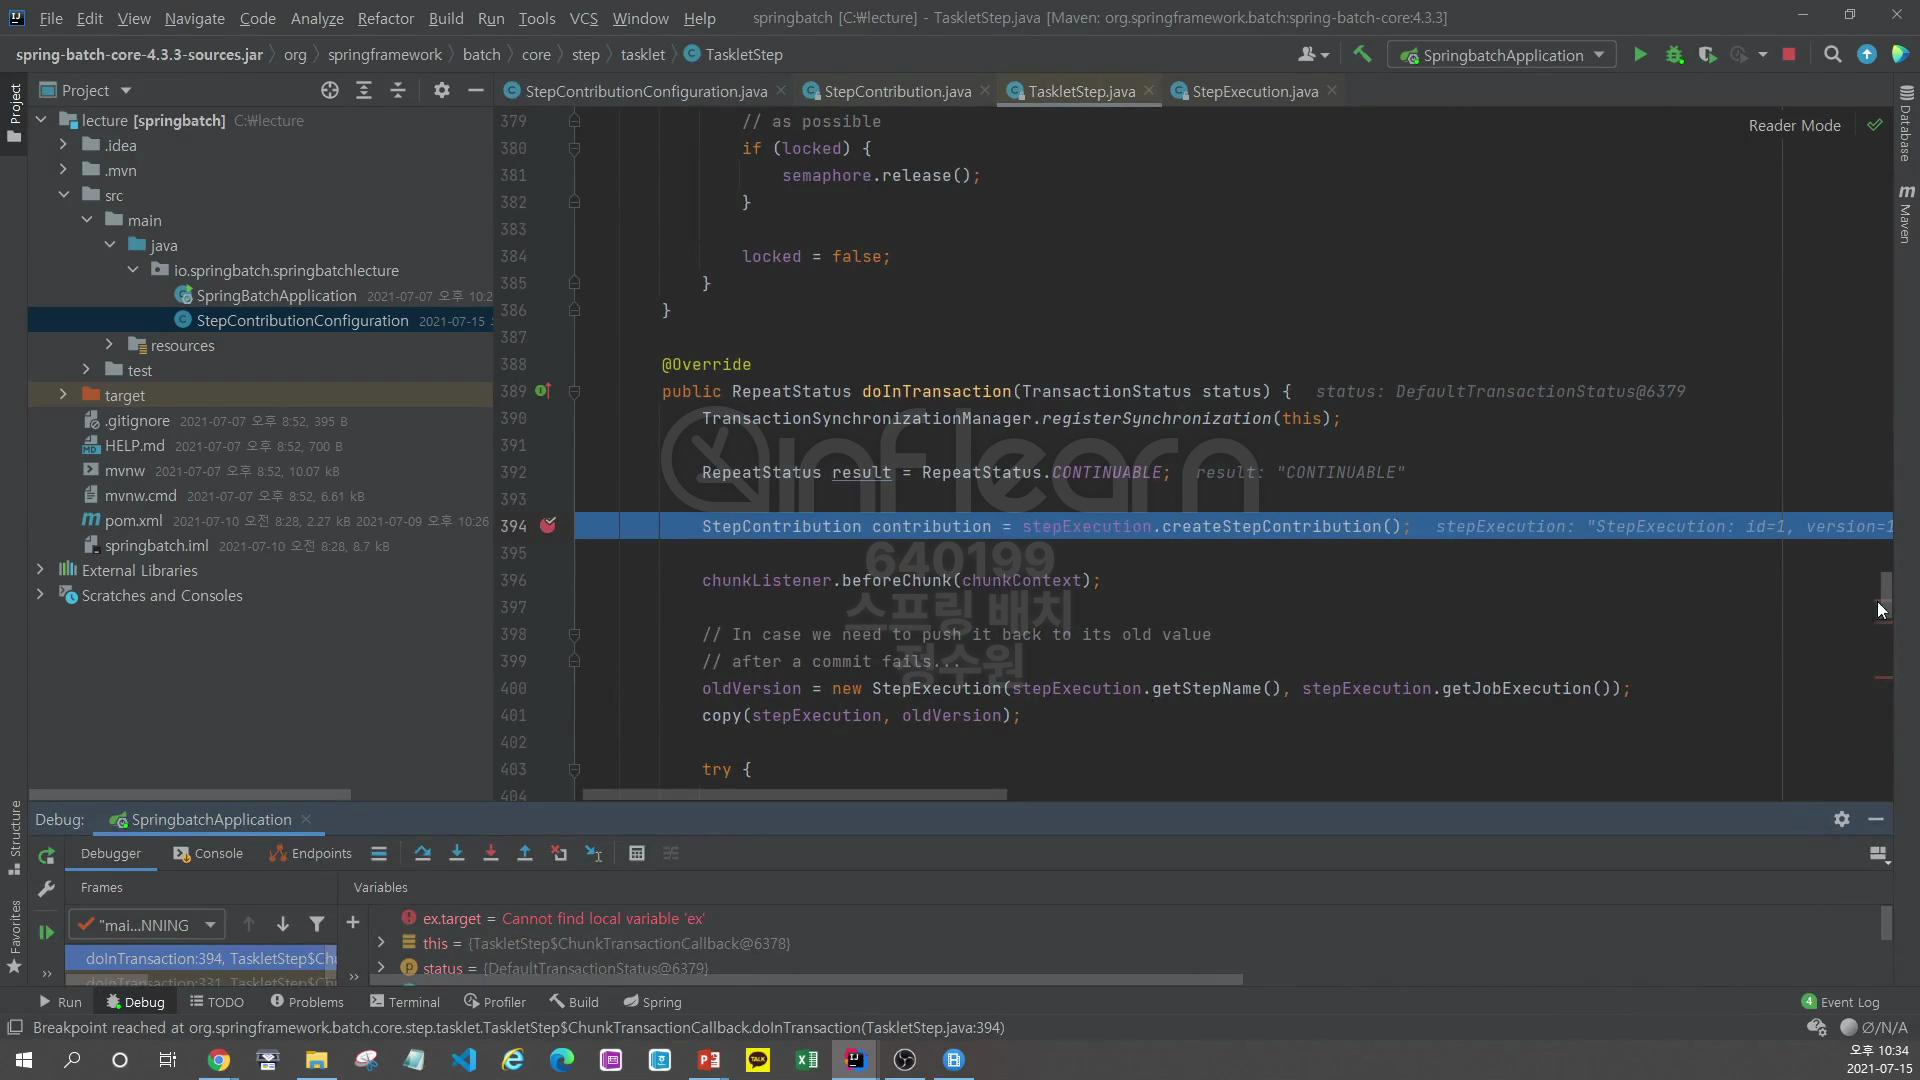 File Edit View Navigate Code Analyze Refactor Build Run Tools VCS Window Help springbatch [C:₩lecture] - TaskletStep.java [Maven: org.springframework.batch:spring-batch-core:4.3.3]
spring-batch-core-4.3.3-sources.jar org springframework batch core step tasklet TaskletStep SpringbatchApplication
Project
Project
StepContributionConfiguration.java StepContribution.java TaskletStep.java StepExecution.java
Database
Maven
Reader Mode
lecture [springbatch] C:₩lecture
.idea
.mvn
src
main
java
io.springbatch.springbatchlecture
SpringBatchApplication 2021-07-07 오후 10:2
StepContributionConfiguration 2021-07-15
resources
test
target
.gitignore 2021-07-07 오후 8:52, 395 B
HELP.md 2021-07-07 오후 8:52, 700 B
mvnw 2021-07-07 오후 8:52, 10.07 kB
mvnw.cmd 2021-07-07 오후 8:52, 6.61 kB
pom.xml 2021-07-10 오전 8:28, 2.27 kB 2021-07-09 오후 10:26
springbatch.iml 2021-07-10 오전 8:28, 8.7 kB
External Libraries
Scratches and Consoles
379 // as possible
380 if (locked) {
381 semaphore.release();
382 }
383
384 locked = false;
385 }
386 }
387
388 @Override
389 public RepeatStatus doInTransaction(TransactionStatus status) { status: DefaultTransactionStatus@6379
390 TransactionSynchronizationManager.registerSynchronization(this);
391
392 RepeatStatus result = RepeatStatus.CONTINUABLE; result: "CONTINUABLE"
393
394 StepContribution contribution = stepExecution.createStepContribution(); stepExecution: "StepExecution: id=1, version=1
395
396 chunkListener.beforeChunk(chunkContext);
397
398 // In case we need to push it back to its old value
399 // after a commit fails...
400 oldVersion = new StepExecution(stepExecution.getStepName(), stepExecution.getJobExecution());
401 copy(stepExecution, oldVersion);
402
403 try {
404
inflearn
640199
스프링 배치
정수원
Structure
Favorites
Debug: SpringbatchApplication
Debugger Console Endpoints
Frames Variables
"mai...NNING
doInTransaction:394, TaskletStep$Chu
doInTransaction:331, TaskletStep$Chu
ex.target = Cannot find local variable 'ex'
this = {TaskletStep$ChunkTransactionCallback@6378}
status = {DefaultTransactionStatus@6379}
Run Debug TODO Problems Terminal Profiler Build Spring 4 Event Log
Breakpoint reached at org.springframework.batch.core.step.tasklet.TaskletStep$ChunkTransactionCallback.doInTransaction(TaskletStep.java:394) Ø/N/A
TALK
오후 10:34
2021-07-15